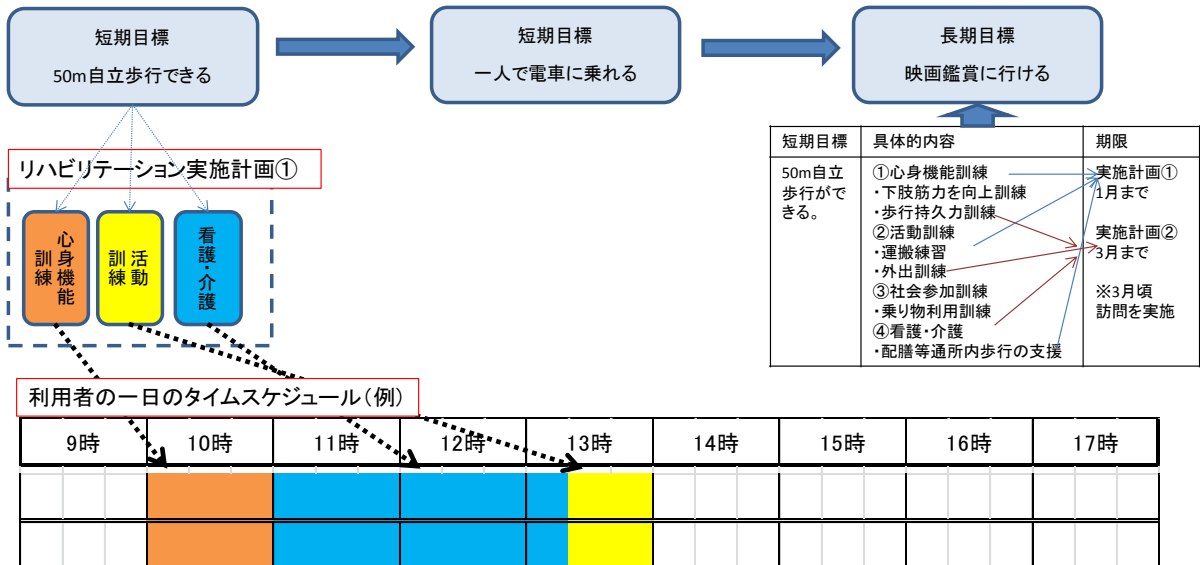 短期目標
50m自立歩行できる
短期目標
一人で電車に乗れる
長期目標
映画鑑賞に行ける
リハビリテーション実施計画①
心身機能
訓練
活動
訓練
看護・介護
短期目標 具体的内容 期限
50m自立
歩行がで
きる。
①心身機能訓練
・下肢筋力を向上訓練
・歩行持久力訓練
②活動訓練
・運搬練習
・外出訓練
③社会参加訓練
・乗り物利用訓練
④看護・介護
・配膳等通所内歩行の支援
実施計画①
1月まで
実施計画②
3月まで
※3月頃
訪問を実施
利用者の一日のタイムスケジュール(例)
9時 10時 11時 12時 13時 14時 15時 16時 17時